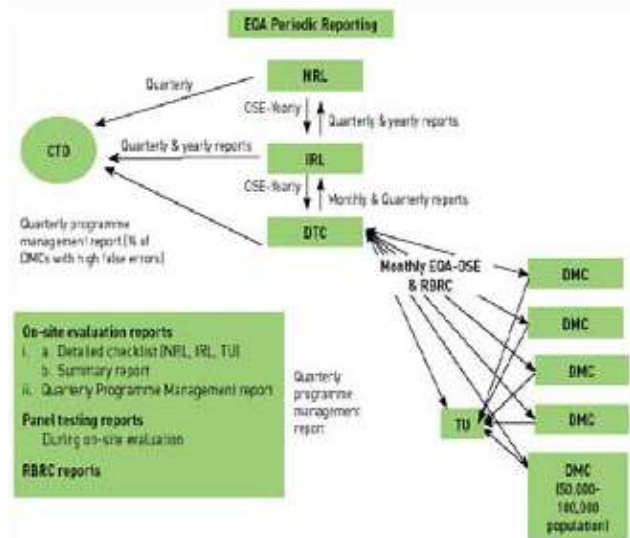 EQA Periodic Reporting
NRL
Quarterly
OSE-Yearly
Quarterly & yearly reports
CTD
Quarterly & yearly reports
IRL
OSE-Yearly
Monthly & Quarterly reports
DTC
Quarterly programme
management report (% of
DMCs with high false errors)
Monthly EQA-OSE
& RBRC
DMC
DMC
DMC
DMC
TU
DMC
(50,000-
100,000
population)
Quarterly
programme
management
report
On-site evaluation reports
i. a. Detailed checklist (NRL, IRL, TU)
b. Summary report
ii. Quarterly Programme Management report
Panel testing reports
During on-site evaluation
RBRC reports